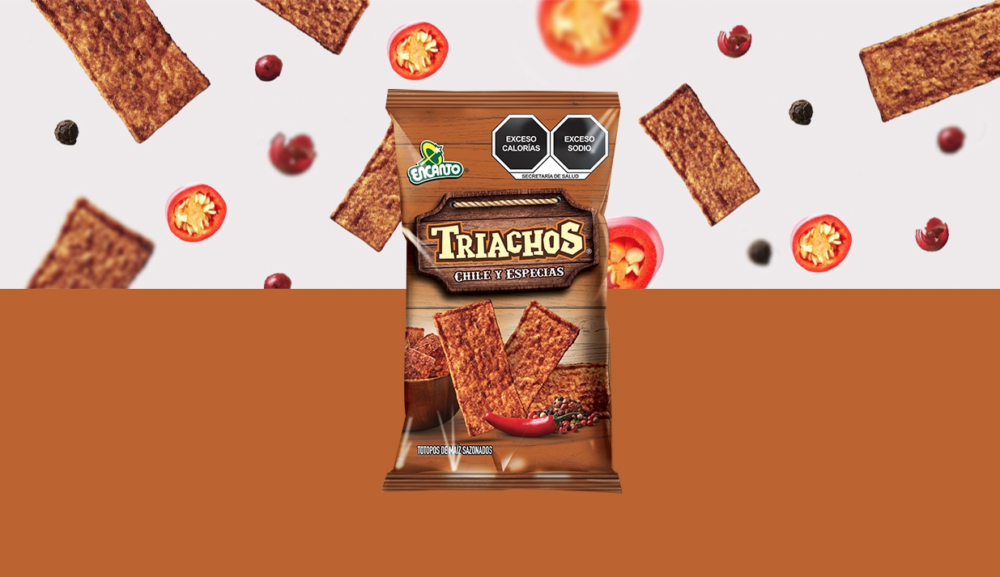 EXCESO
CALORÍAS
EXCESO
SODIO
SECRETARÍA DE SALUD
ENCANTO®
TRIACHOS®
CHILE Y ESPECIAS
TOTOPOS DE MAÍZ SAZONADOS